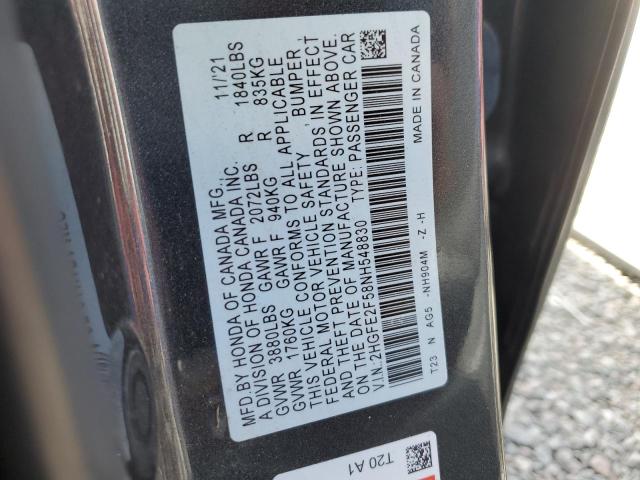 MFD.BY HONDA OF CANADA MFG., 11/'21
A DIVISION OF HONDA CANADA INC.
GVWR 3880LBS GAWR F 2072LBS R 1840LBS
GVWR 1760KG GAWR F 940KG R 835KG
THIS VEHICLE CONFORMS TO ALL APPLICABLE
FEDERAL MOTOR VEHICLE SAFETY , BUMPER ,
AND THEFT PREVENTION STANDARDS IN EFFECT
ON THE DATE OF MANUFACTURE SHOWN ABOVE.
V.I.N. 2HGFE2F58NH548830 TYPE: PASSENGER CAR
T23 N AG5 -NH904M -Z -H MADE IN CANADA
T20 A1